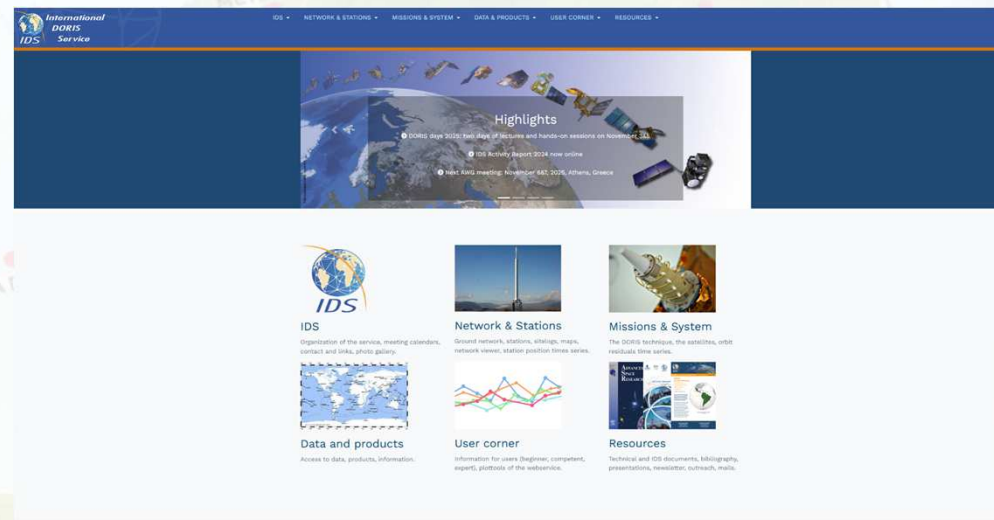 International
DORIS
IDS Service
IDS NETWORK & STATIONS MISSIONS & SYSTEM DATA & PRODUCTS USER CORNER RESOURCES
Highlights
DORIS days 2025: two days of lectures and hands-on sessions on November
IDS Activity Report 2024 now online
Next AWG meeting: November 6&7, 2025, Athens, Greece
IDS
IDS
Organization of the service, meeting calendars,
contact and links, photo gallery.
Network & Stations
Ground network, stations, sitelogs, maps,
network viewer, station position times series.
Missions & System
The DORIS technique, the satellites, orbit
residuals time series.
ADVANCES
SPACE
RESEARCH
Data and products
Access to data, products, information.
User corner
Information for users (beginner, competent,
expert), plottools of the webservice.
Resources
Technical and IDS documents, bibliography,
presentations, newsletter, outreach, mails.